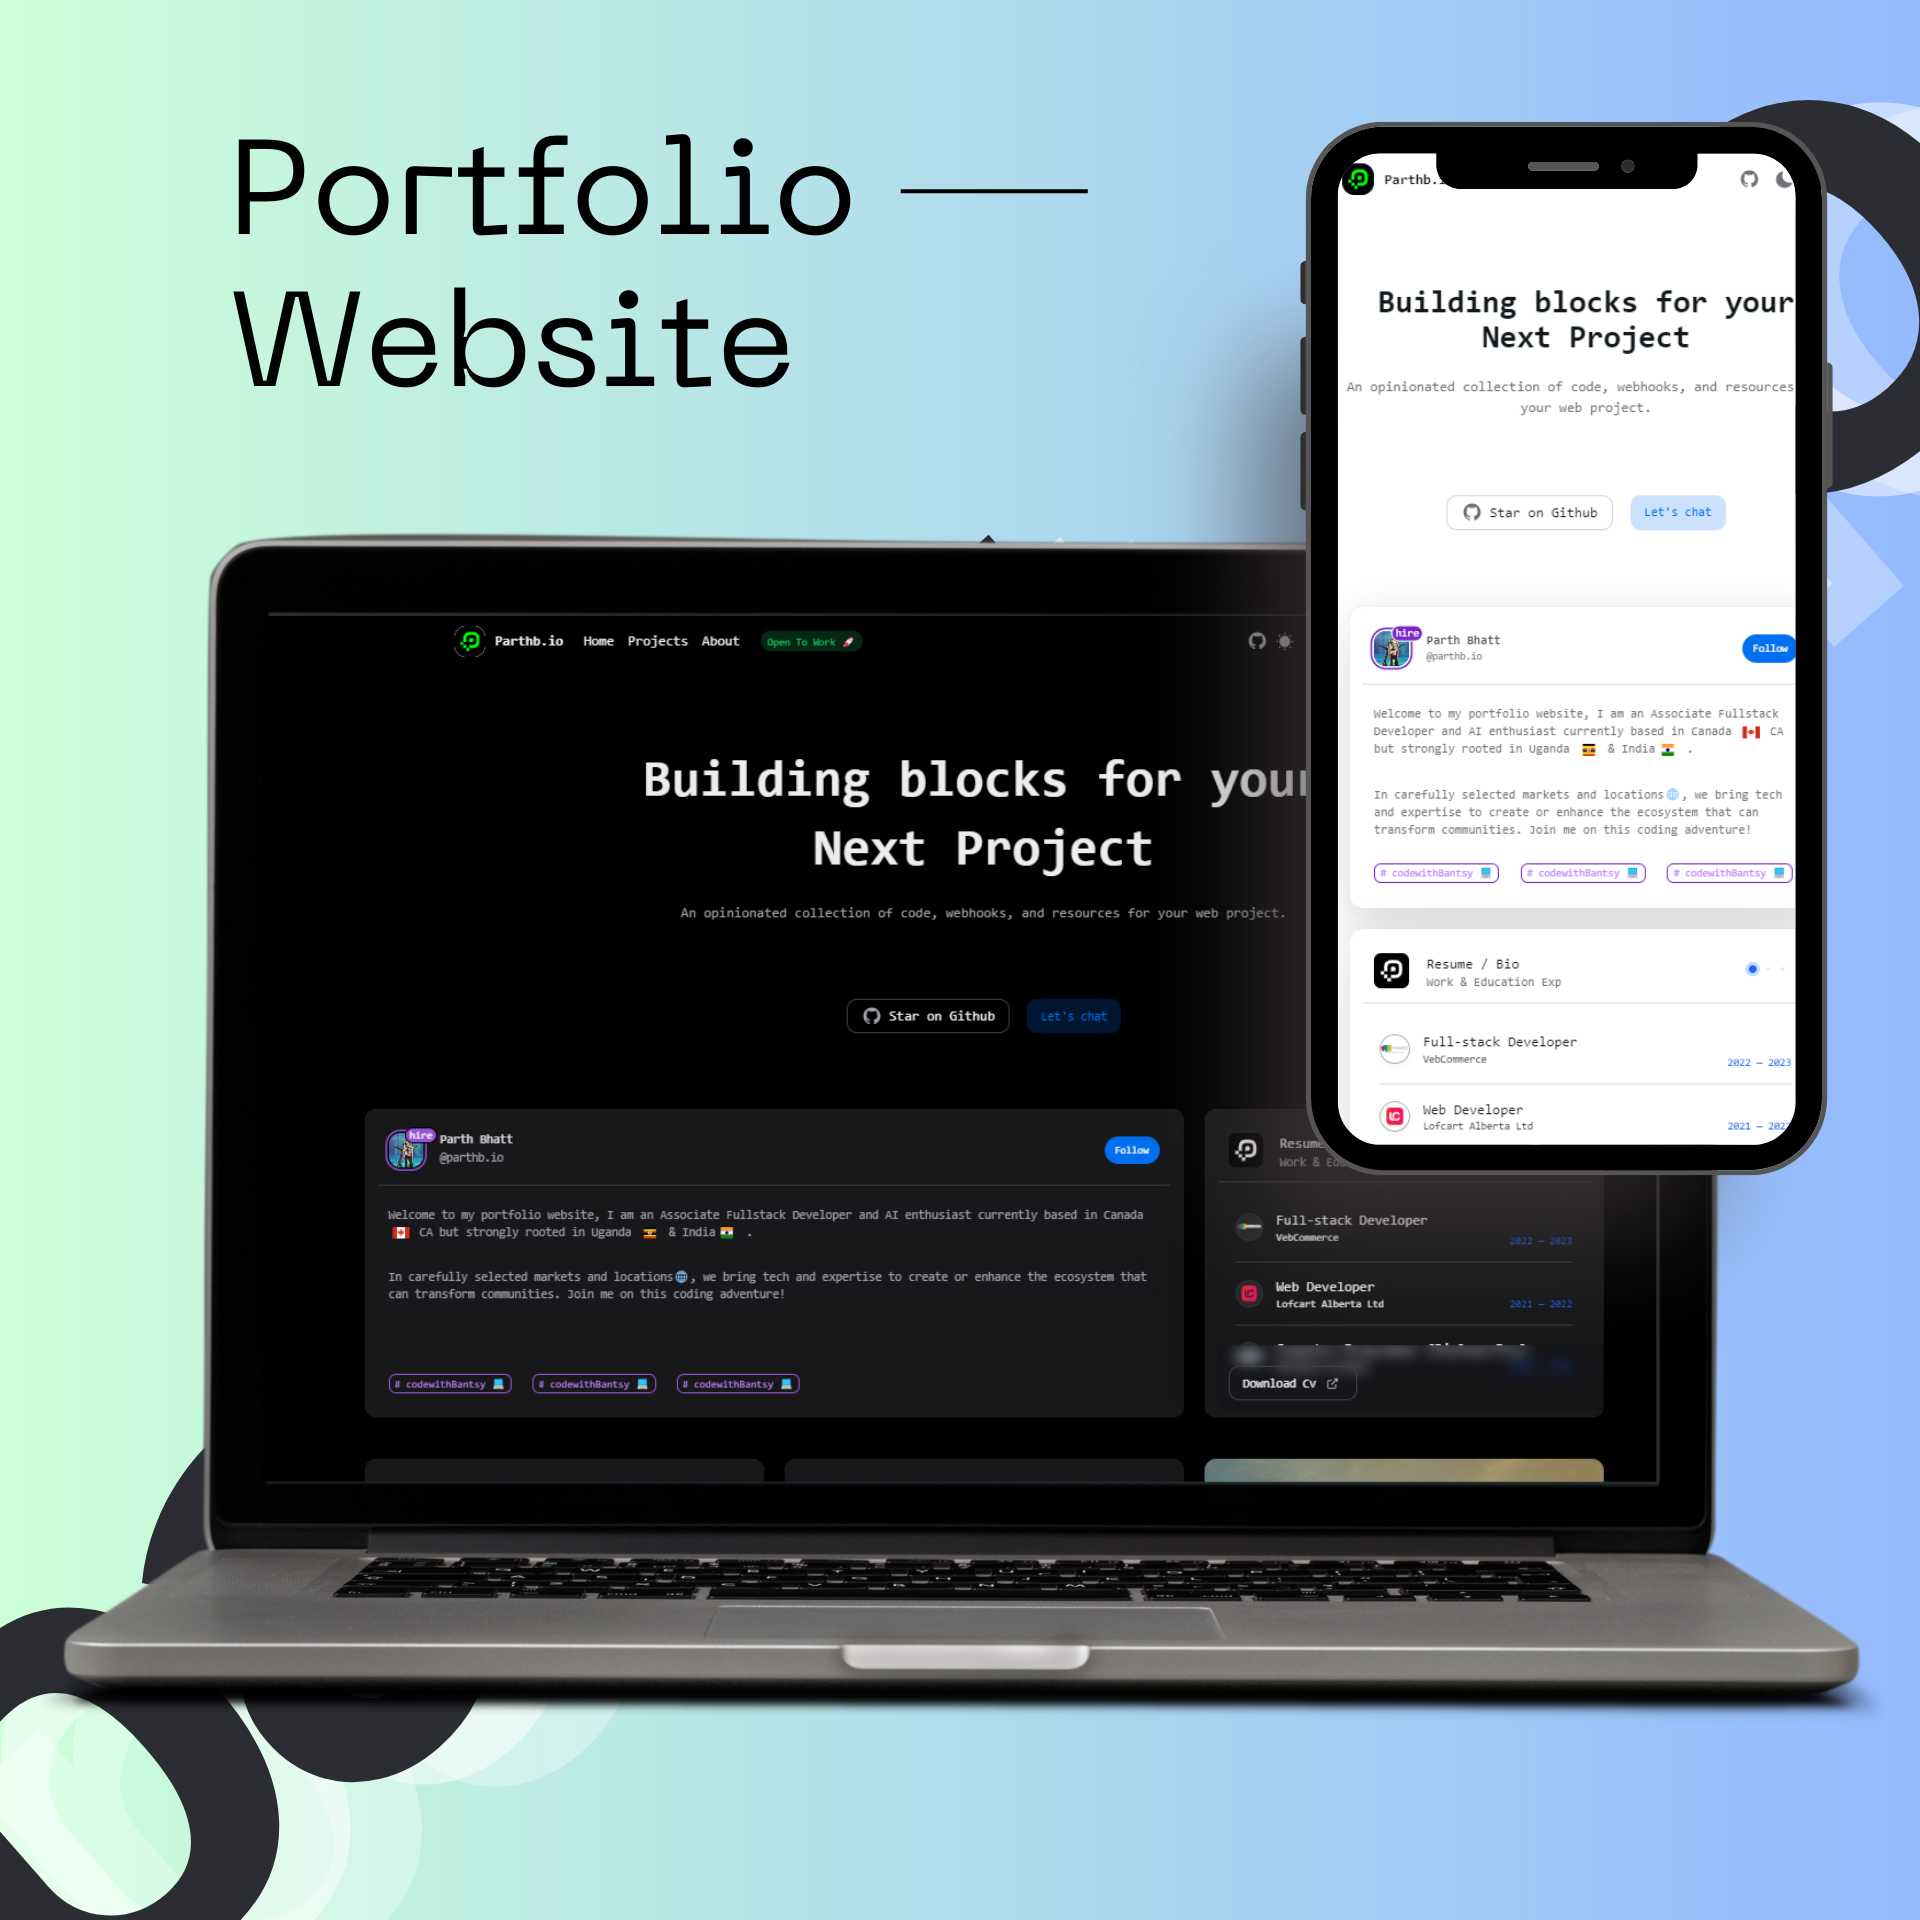 Portfolio
Website
Parthb.io Home Projects About Open To Work
Building blocks for your
Next Project
An opinionated collection of code, webhooks, and resources for your web project.
Star on Github Let's chat
hire
Parth Bhatt
@parthb.io
Follow
Welcome to my portfolio website, I am an Associate Fullstack Developer and AI enthusiast currently based in Canada
🇨🇦 CA but strongly rooted in Uganda 🇺🇬 & India 🇮🇳 .
In carefully selected markets and locations🌐, we bring tech and expertise to create or enhance the ecosystem that
can transform communities. Join me on this coding adventure!
# codewithBantsy 💻 # codewithBantsy 💻 # codewithBantsy 💻
Resume
Work &
Full-stack Developer
VebCommerce
2022 — 2023
Web Developer
Lofcart Alberta Ltd
2021 — 2022
Download Cv
Parthb.
Building blocks for your
Next Project
An opinionated collection of code, webhooks, and resources
your web project.
Star on Github Let's chat
hire
Parth Bhatt
@parthb.io
Follow
Welcome to my portfolio website, I am an Associate Fullstack
Developer and AI enthusiast currently based in Canada 🇨🇦 CA
but strongly rooted in Uganda 🇺🇬 & India 🇮🇳 .
In carefully selected markets and locations🌐, we bring tech
and expertise to create or enhance the ecosystem that can
transform communities. Join me on this coding adventure!
# codewithBantsy 💻 # codewithBantsy 💻 # codewithBantsy 💻
Resume / Bio
Work & Education Exp
Full-stack Developer
VebCommerce
2022 — 2023
Web Developer
Lofcart Alberta Ltd
2021 — 2022